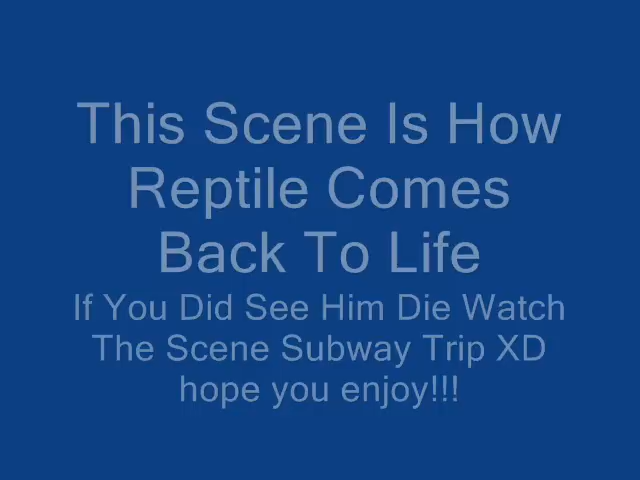 This Scene Is How
Reptile Comes
Back To Life
If You Did See Him Die Watch
The Scene Subway Trip XD
hope you enjoy!!!